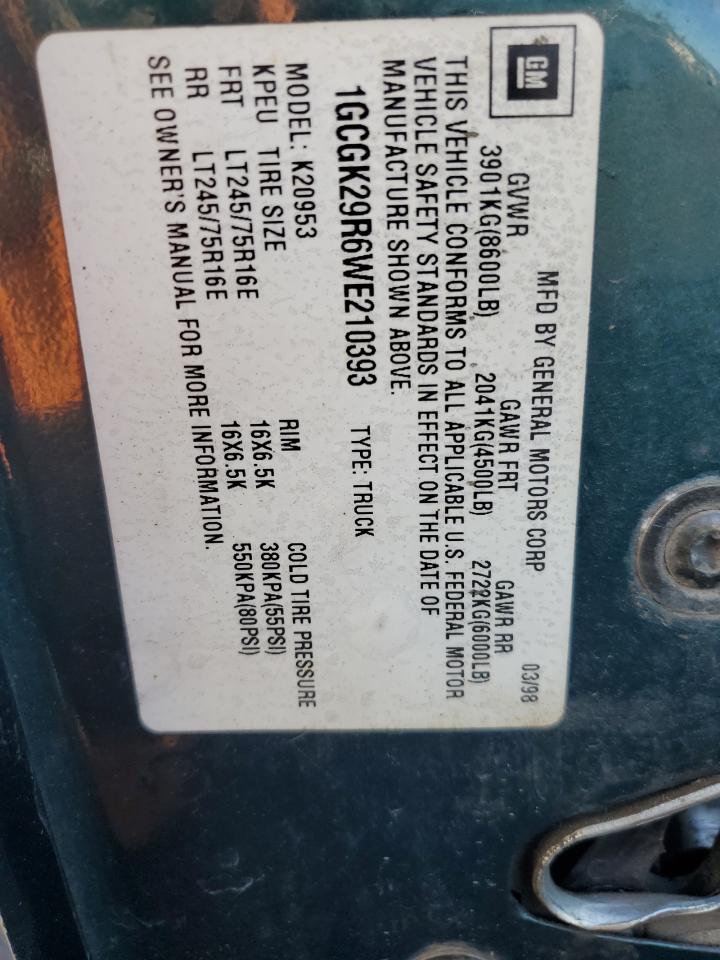 GM
MFD BY GENERAL MOTORS CORP 03/98
GVWR GAWR FRT GAWR RR
3901KG(8600LB) 2041KG(4500LB) 2722KG(6000LB)
THIS VEHICLE CONFORMS TO ALL APPLICABLE U.S. FEDERAL MOTOR
VEHICLE SAFETY STANDARDS IN EFFECT ON THE DATE OF
MANUFACTURE SHOWN ABOVE.
1GCGK29R6WE210393 TYPE: TRUCK
MODEL: K20953
KPEU TIRE SIZE RIM COLD TIRE PRESSURE
FRT LT245/75R16E 16X6.5K 380KPA(55PSI)
RR LT245/75R16E 16X6.5K 550KPA(80PSI)
SEE OWNER'S MANUAL FOR MORE INFORMATION.